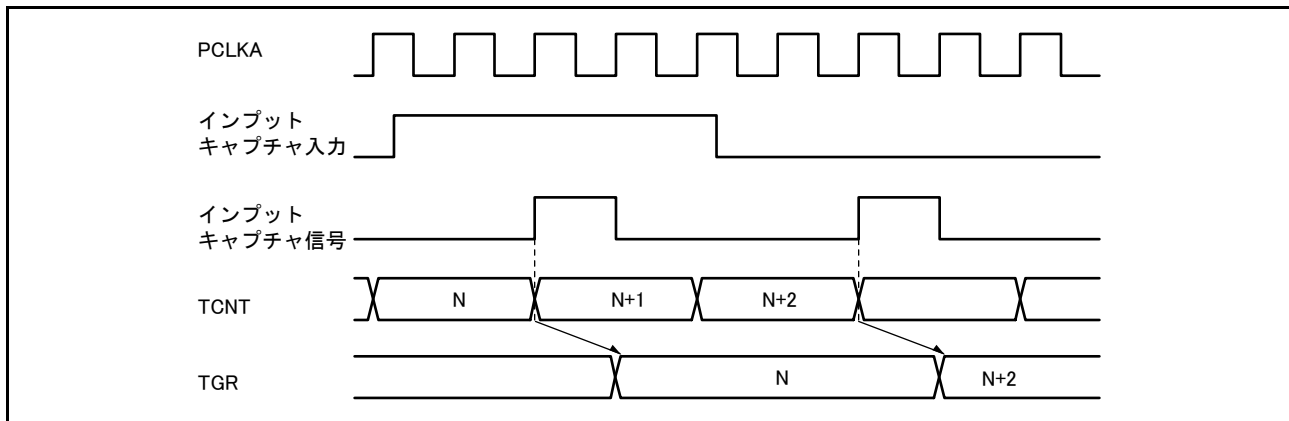 PCLKA
インプット
キャプチャ入力
インプット
キャプチャ信号
TCNT
N
N+1
N+2
TGR
N
N+2